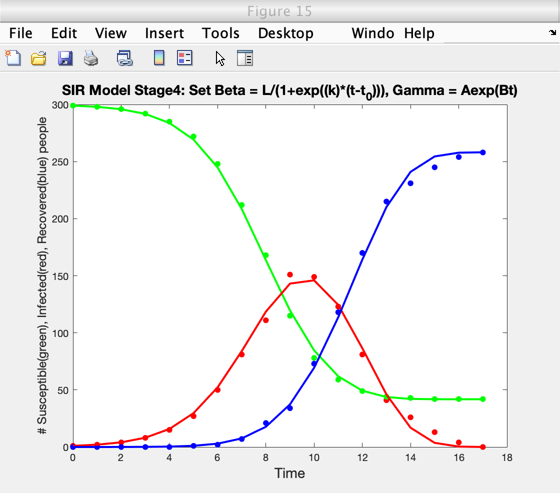 Figure 15
File Edit View Insert Tools Desktop Windo Help
SIR Model Stage4: Set Beta = L/(1+exp((k)*(t-t0))), Gamma = Aexp(Bt)
# Susceptible(green), Infected(red), Recovered(blue) people
300
250
200
150
100
50
0
0 2 4 6 8 10 12 14 16 18
Time